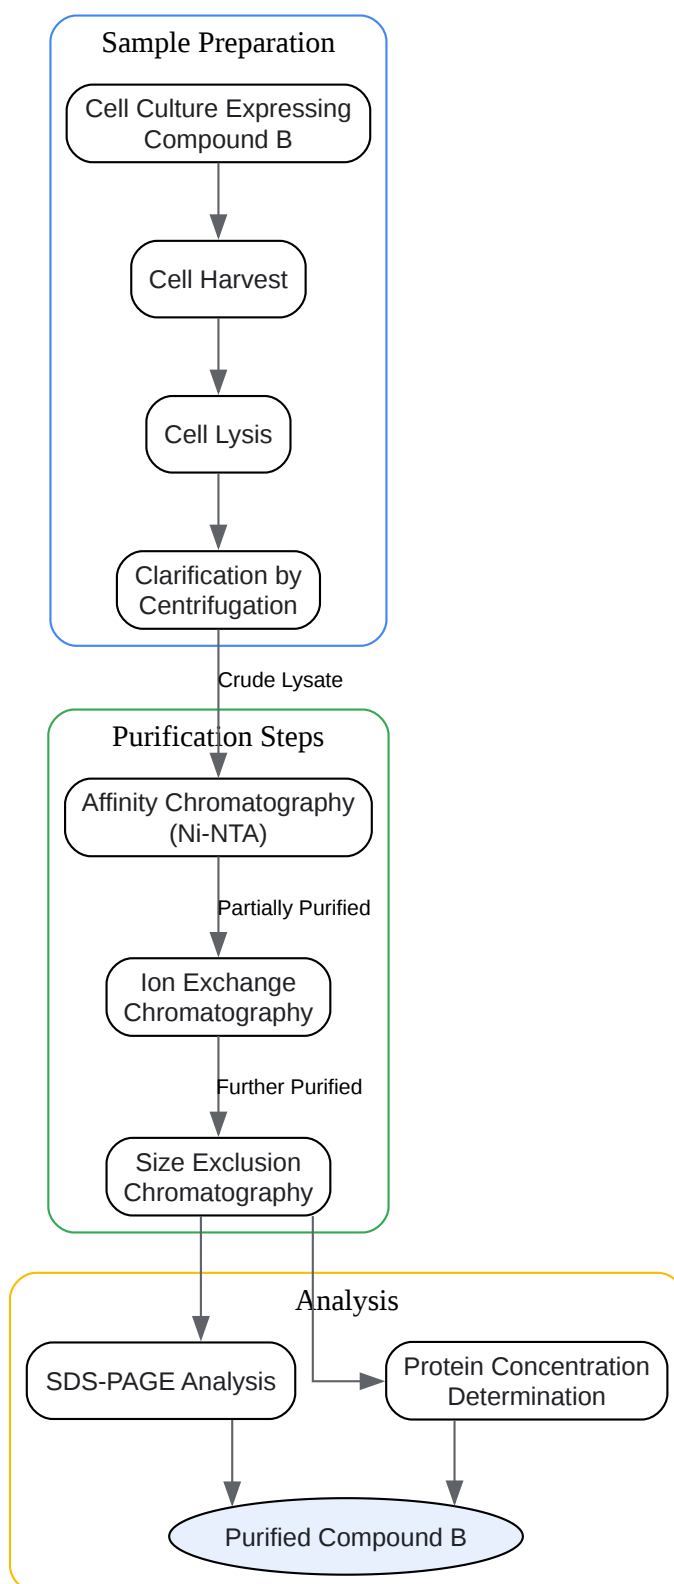 Sample Preparation
Cell Culture Expressing
Compound B
Cell Harvest
Cell Lysis
Clarification by
Centrifugation
Crude Lysate
Purification Steps
Affinity Chromatography
(Ni-NTA)
Partially Purified
Ion Exchange
Chromatography
Further Purified
Size Exclusion
Chromatography
Analysis
SDS-PAGE Analysis
Protein Concentration
Determination
Purified Compound B